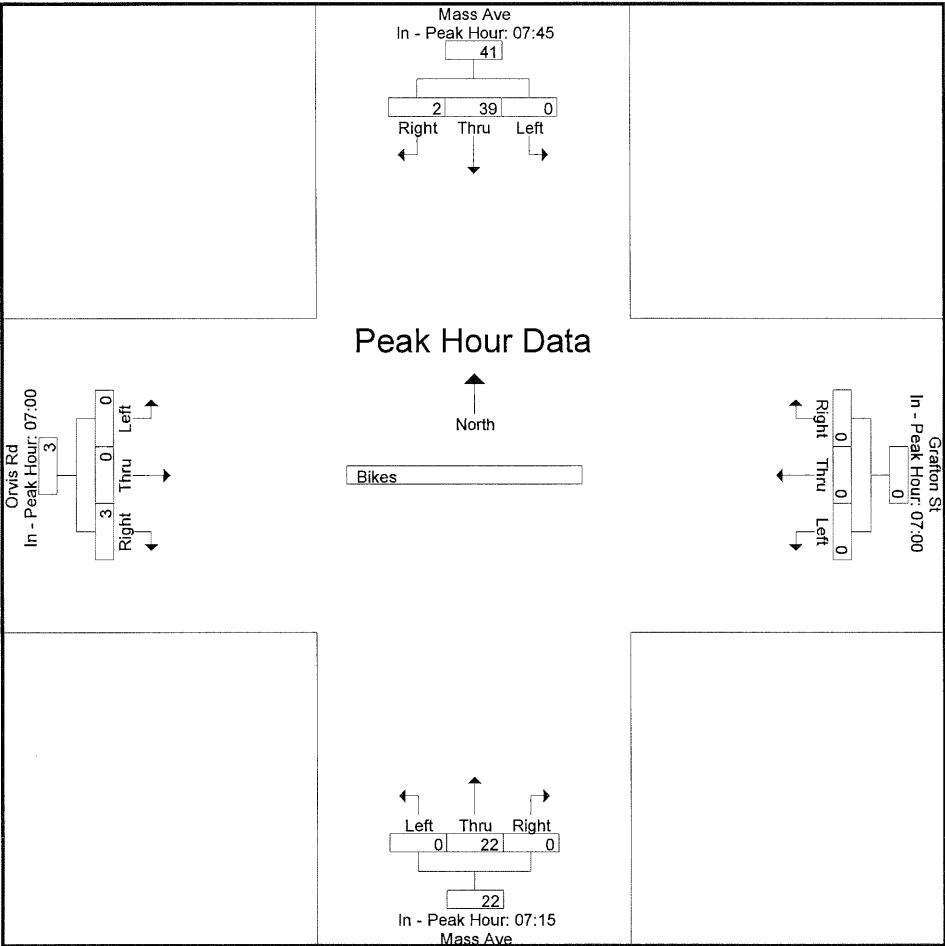 Mass Ave
In - Peak Hour: 07:45
41
2 39 0
Right Thru Left
Peak Hour Data
North
Bikes
Orvis Rd
In - Peak Hour: 07:00
3
0 0 3
Left Thru Right
Grafton St
In - Peak Hour: 07:00
0
0 0 0
Right Thru Left
Left Thru Right
0 22 0
22
In - Peak Hour: 07:15
Mass Ave